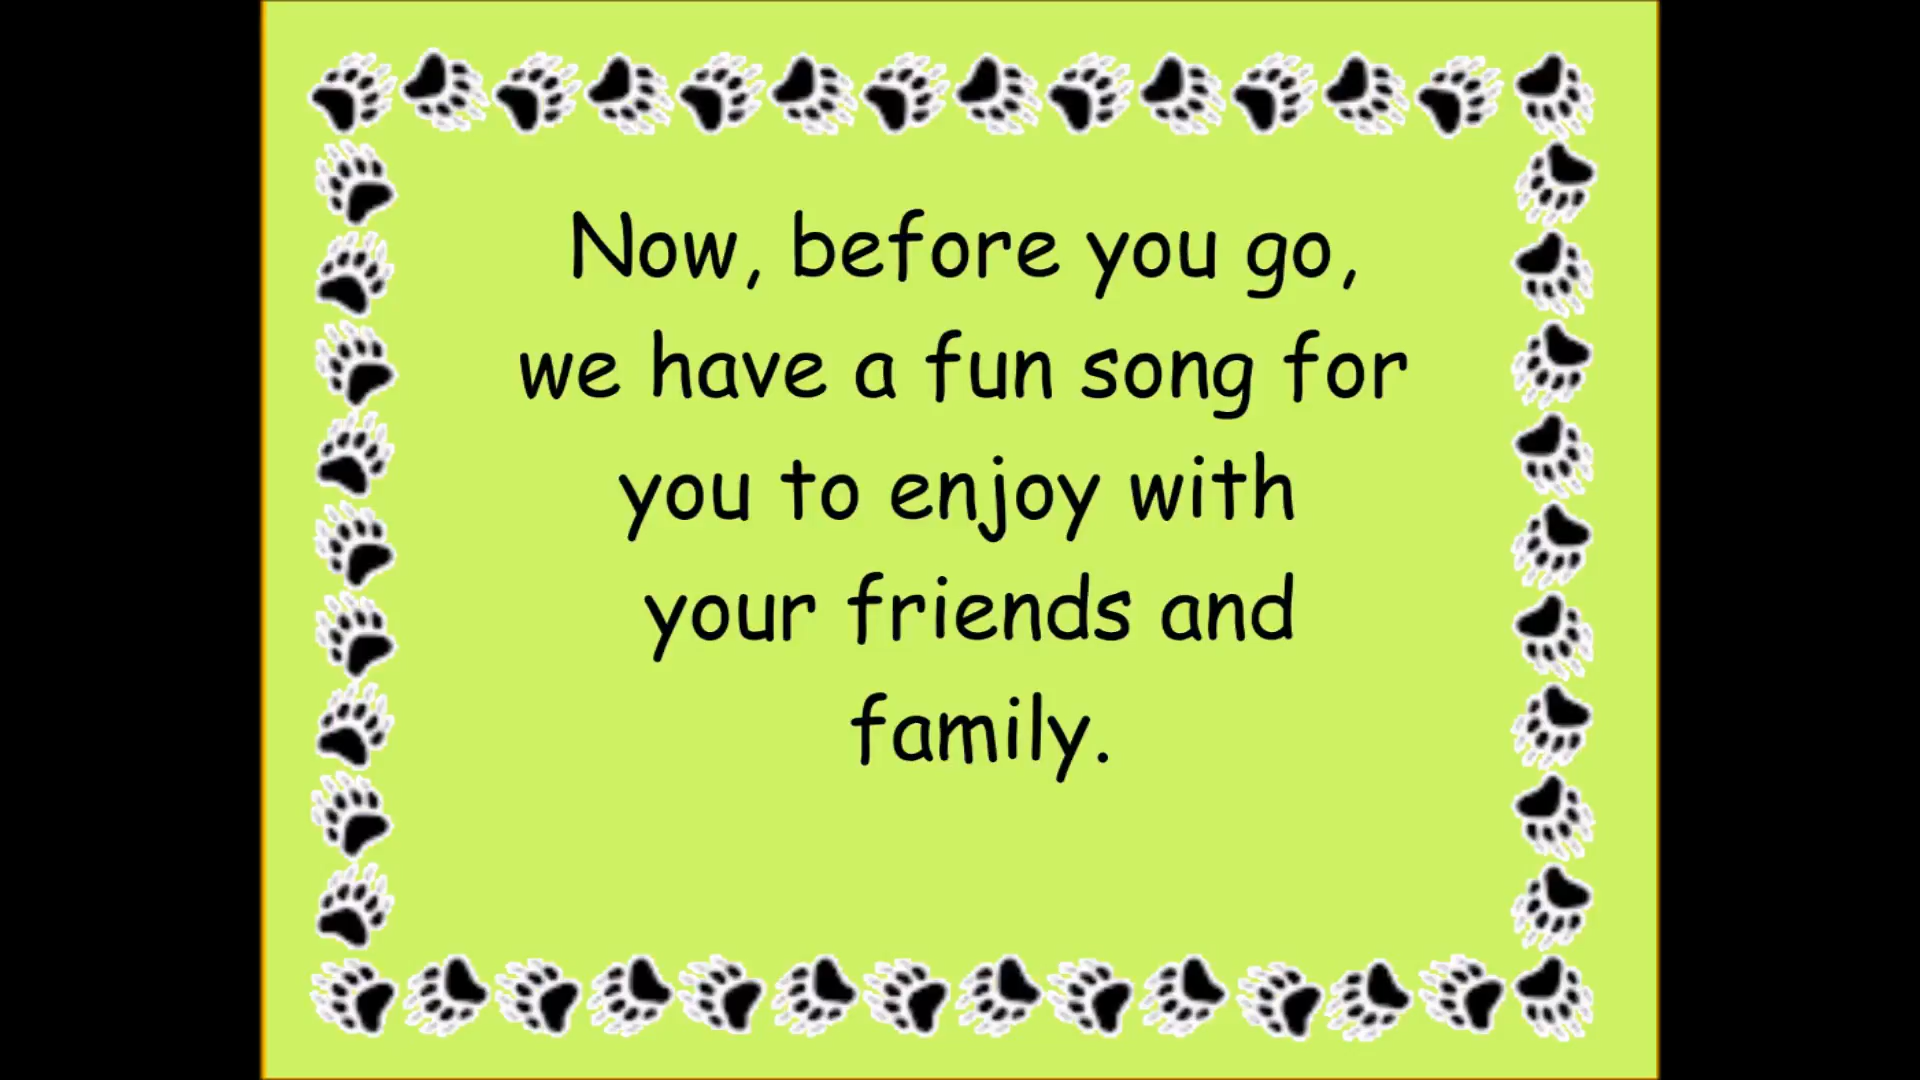 Now, before you go,
we have a fun song for
you to enjoy with
your friends and
family.